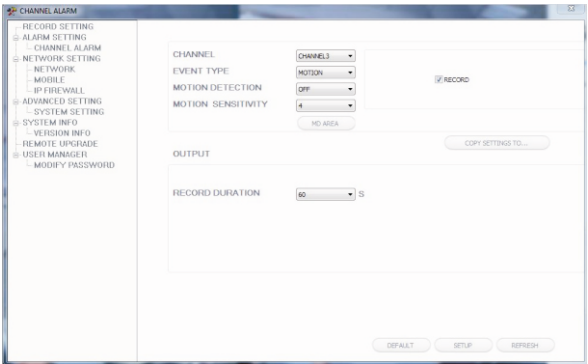 CHANNEL ALARM
RECORD SETTING
ALARM SETTING
CHANNEL ALARM
NETWORK SETTING
NETWORK
MOBILE
IP FIREWALL
ADVANCED SETTING
SYSTEM SETTING
SYSTEM INFO
VERSION INFO
REMOTE UPGRADE
USER MANAGER
MODIFY PASSWORD
CHANNEL CHANNEL3
EVENT TYPE MOTION
MOTION DETECTION OFF
MOTION SENSITIVITY 4
MD AREA
RECORD
COPY SETTINGS TO....
OUTPUT
RECORD DURATION 60 S
DEFAULT SETUP REFRESH